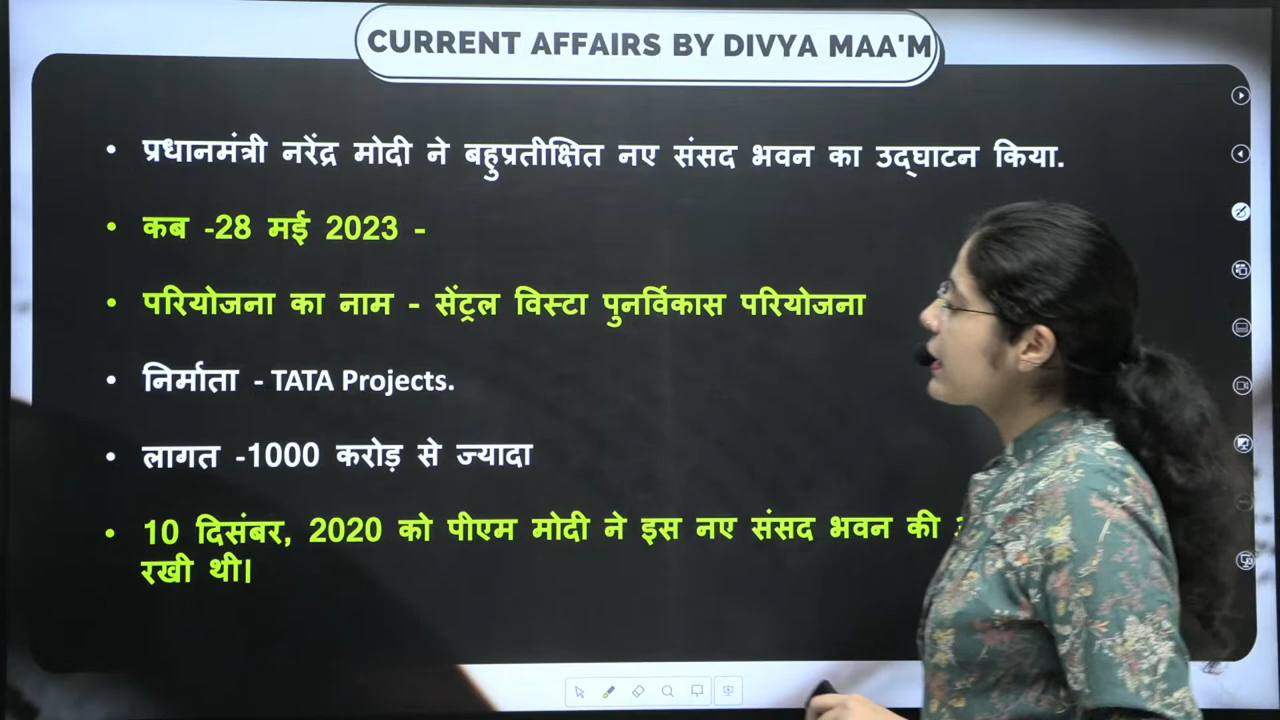 CURRENT AFFAIRS BY DIVYA MAA'M
• प्रधानमंत्री नरेंद्र मोदी ने बहुप्रतीक्षित नए संसद भवन का उद्घाटन किया.
• कब -28 मई 2023 -
• परियोजना का नाम - सेंट्रल विस्टा पुनर्विकास परियोजना
• निर्माता - TATA Projects.
• लागत -1000 करोड़ से ज्यादा
• 10 दिसंबर, 2020 को पीएम मोदी ने इस नए संसद भवन की
रखी थी।